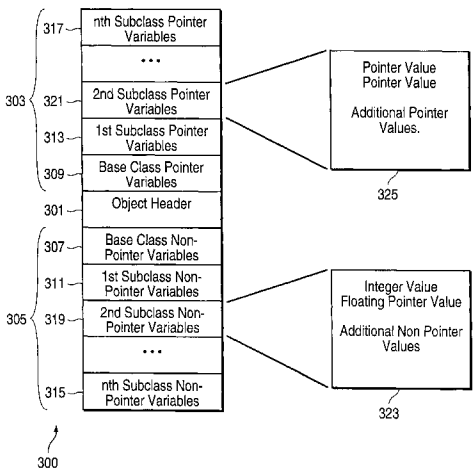 317
nth Subclass Pointer
Variables
•••
303
321
2nd Subclass Pointer
Variables
313
1st Subclass Pointer
Variables
309
Base Class Pointer
Variables
301
Object Header
307
Base Class Non-
Pointer Variables
311
1st Subclass Non-
Pointer Variables
305
319
2nd Subclass Non-
Pointer Variables
•••
315
nth Subclass Non-
Pointer Variables
300
Pointer Value
Pointer Value
Additional Pointer
Values.
325
Integer Value
Floating Pointer Value
Additional Non Pointer
Values
323